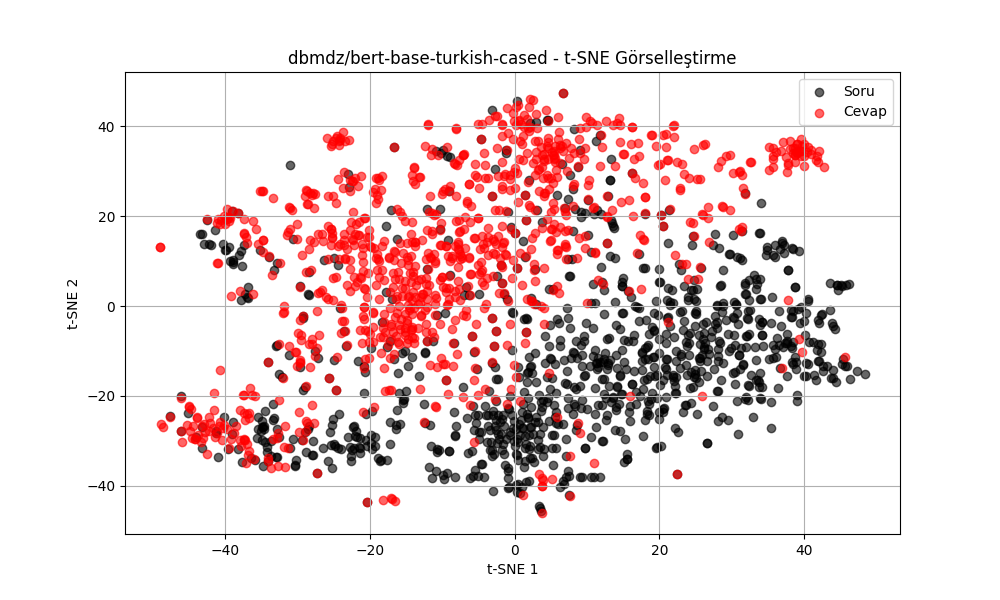 dbmdz/bert-base-turkish-cased - t-SNE Görselleştirme
Soru
Cevap
40
20
0
−20
−40
t-SNE 2
−40
−20
0
20
40
t-SNE 1